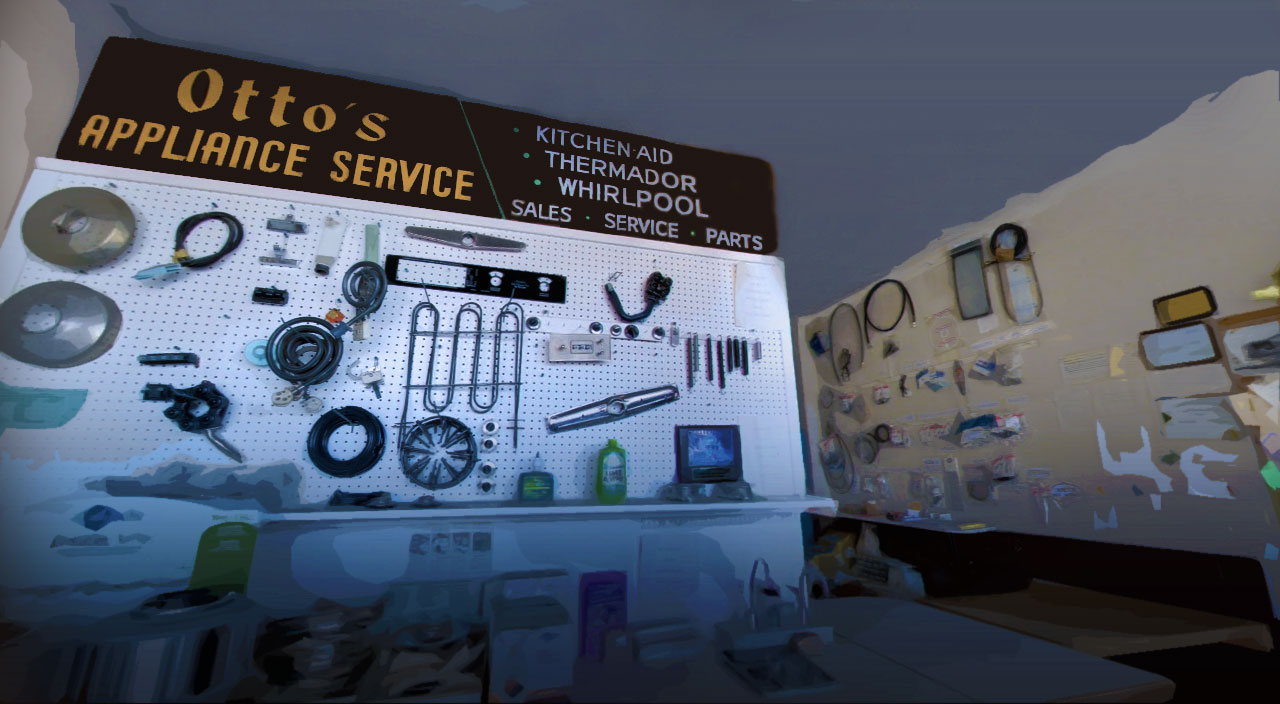 Otto's
APPLIANCE SERVICE
• KITCHEN·AID
• THERMADOR
• WHIRLPOOL
SALES • SERVICE • PARTS